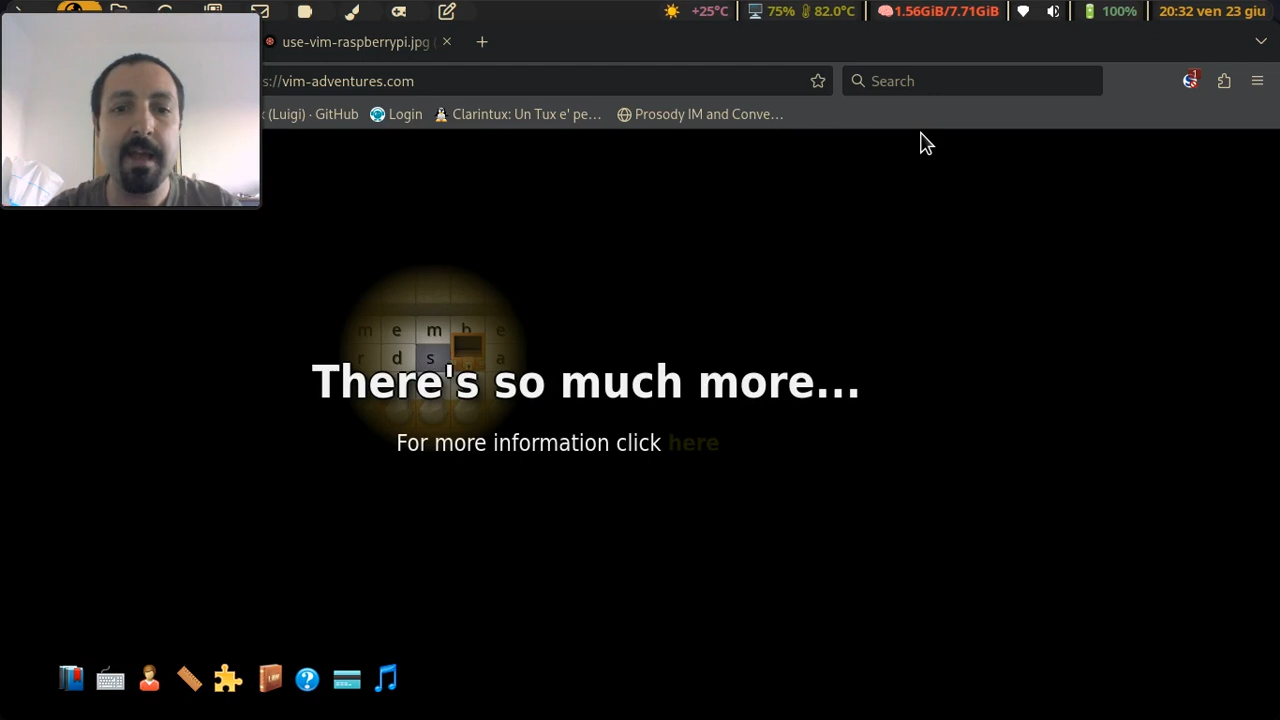 +25°C 75% 82.0°C 1.56GiB/7.71GiB 100% 20:32 ven 23 giu
use-vim-raspberrypi.jpg (
s://vim-adventures.com Search
x (Luigi) · GitHub Login Clarintux: Un Tux e' pe… Prosody IM and Conve…
m e m b e
r d s a
There's so much more...
For more information click here